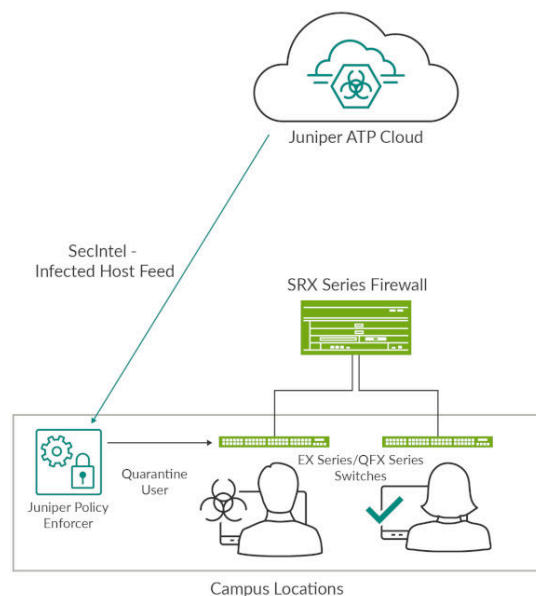 Juniper ATP Cloud
SecIntel -
Infected Host Feed
SRX Series Firewall
EX Series/QFX Series
Switches
Quarantine
User
Juniper Policy
Enforcer
Campus Locations